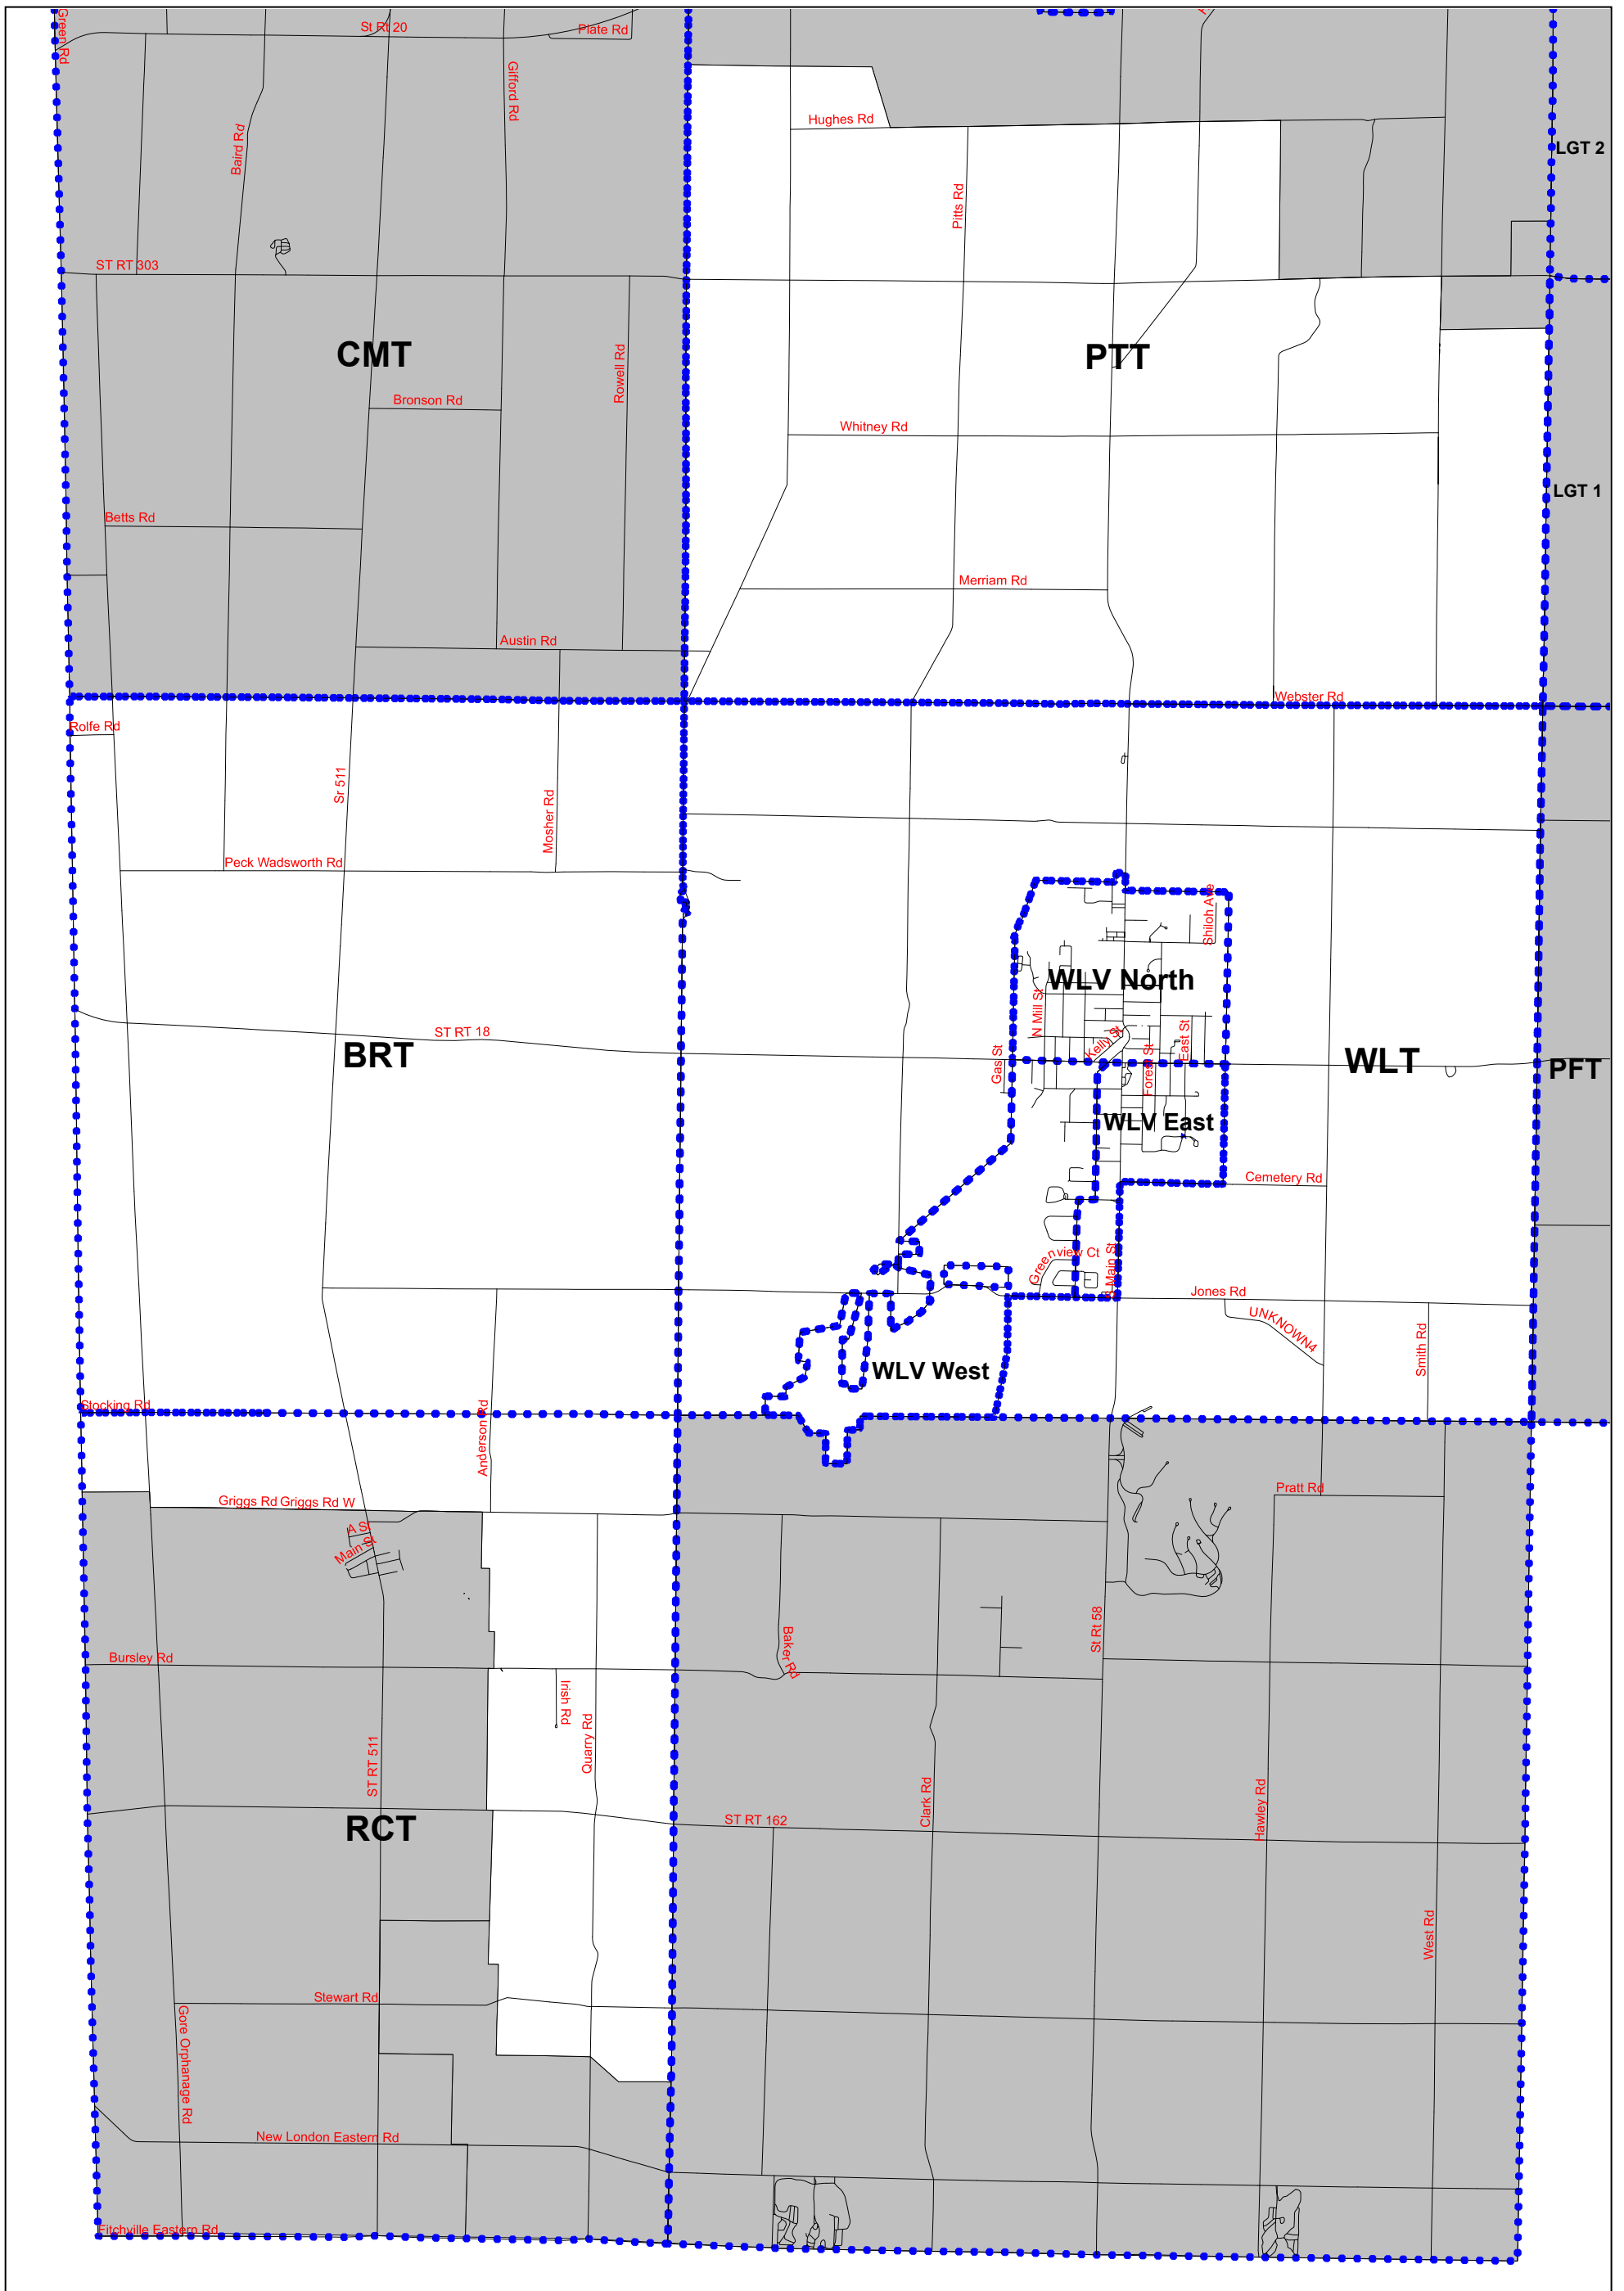 Green Rd
St Rt 20
Plate Rd
Gifford Rd
Baird Rd
Hughes Rd
Pitts Rd
LGT 2
ST RT 303
CMT
PTT
Rowell Rd
Bronson Rd
Whitney Rd
LGT 1
Betts Rd
Merriam Rd
Austin Rd
Webster Rd
Rolfe Rd
Sr 511
Mosher Rd
Peck Wadsworth Rd
Shiloh Ave
WLV North
N Mill St
ST RT 18
BRT
Kelly St
East St
Gas St
Forest St
WLT
PFT
WLV East
Cemetery Rd
Greenview Ct
S Main St
Jones Rd
UNKNOWN4
Smith Rd
WLV West
Stocking Rd
Anderson Rd
Griggs Rd Griggs Rd W
Pratt Rd
A St
Main St
St Rt 58
Baker Rd
Bursley Rd
Irish Rd
Quarry Rd
ST RT 511
Clark Rd
Hawley Rd
ST RT 162
RCT
West Rd
Stewart Rd
Gore Orphanage Rd
New London Eastern Rd
Fitchville Eastern Rd